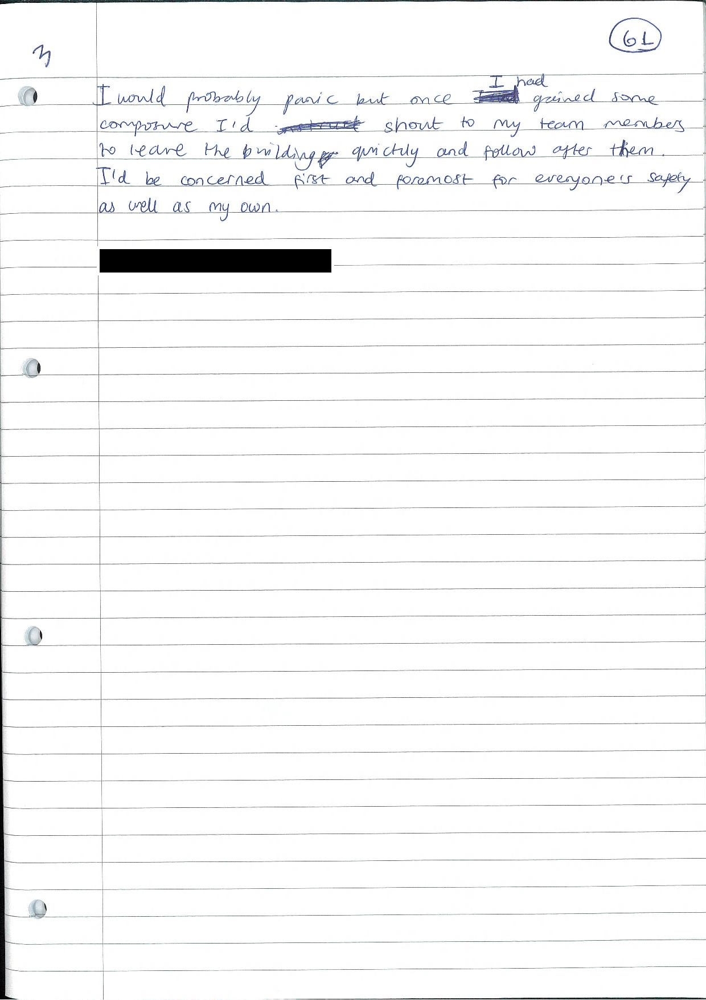 61
3
I would probably panic but once I had gained some
composure I'd instruct shout to my team members
to leave the building quickly and follow after them.
I'd be concerned first and foremost for everyone's safety
as well as my own.